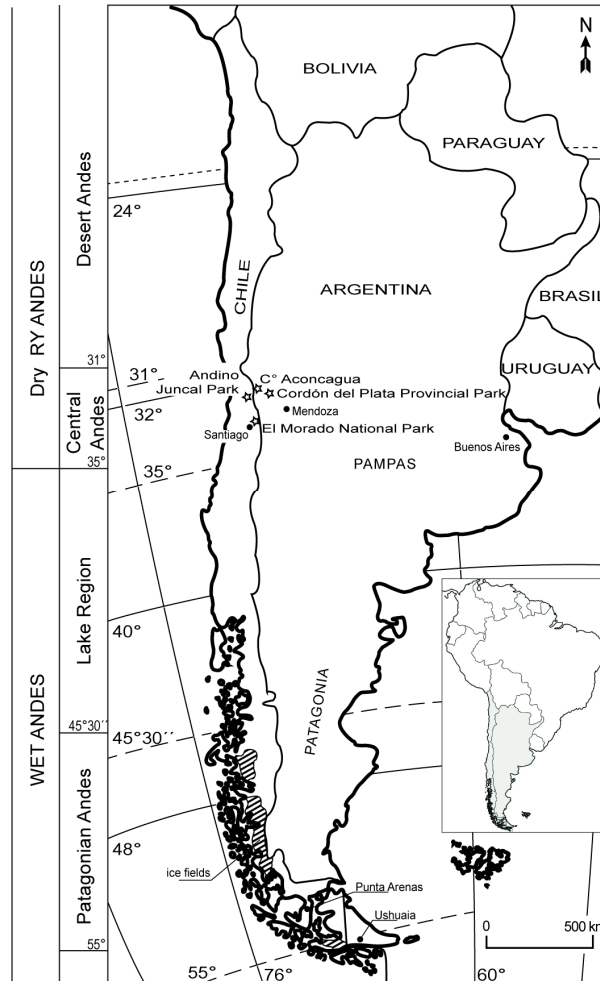 N
BOLIVIA
PARAGUAY
Desert Andes
24°
CHILE
ARGENTINA
BRASIL
Dry RY ANDES
31°
31°
Andino
Juncal Park
C° Aconcagua
Cordón del Plata Provincial Park
URUGUAY
32°
Mendoza
Central
Andes
Santiago
El Morado National Park
Buenos Aires
35°
35°
PAMPAS
Lake Region
40°
WET ANDES
PATAGONIA
45°30´´
45°30´´
Patagonian Andes
48°
ice fields
Punta Arenas
Ushuaia
0
500 km
55°
55°
76°
60°